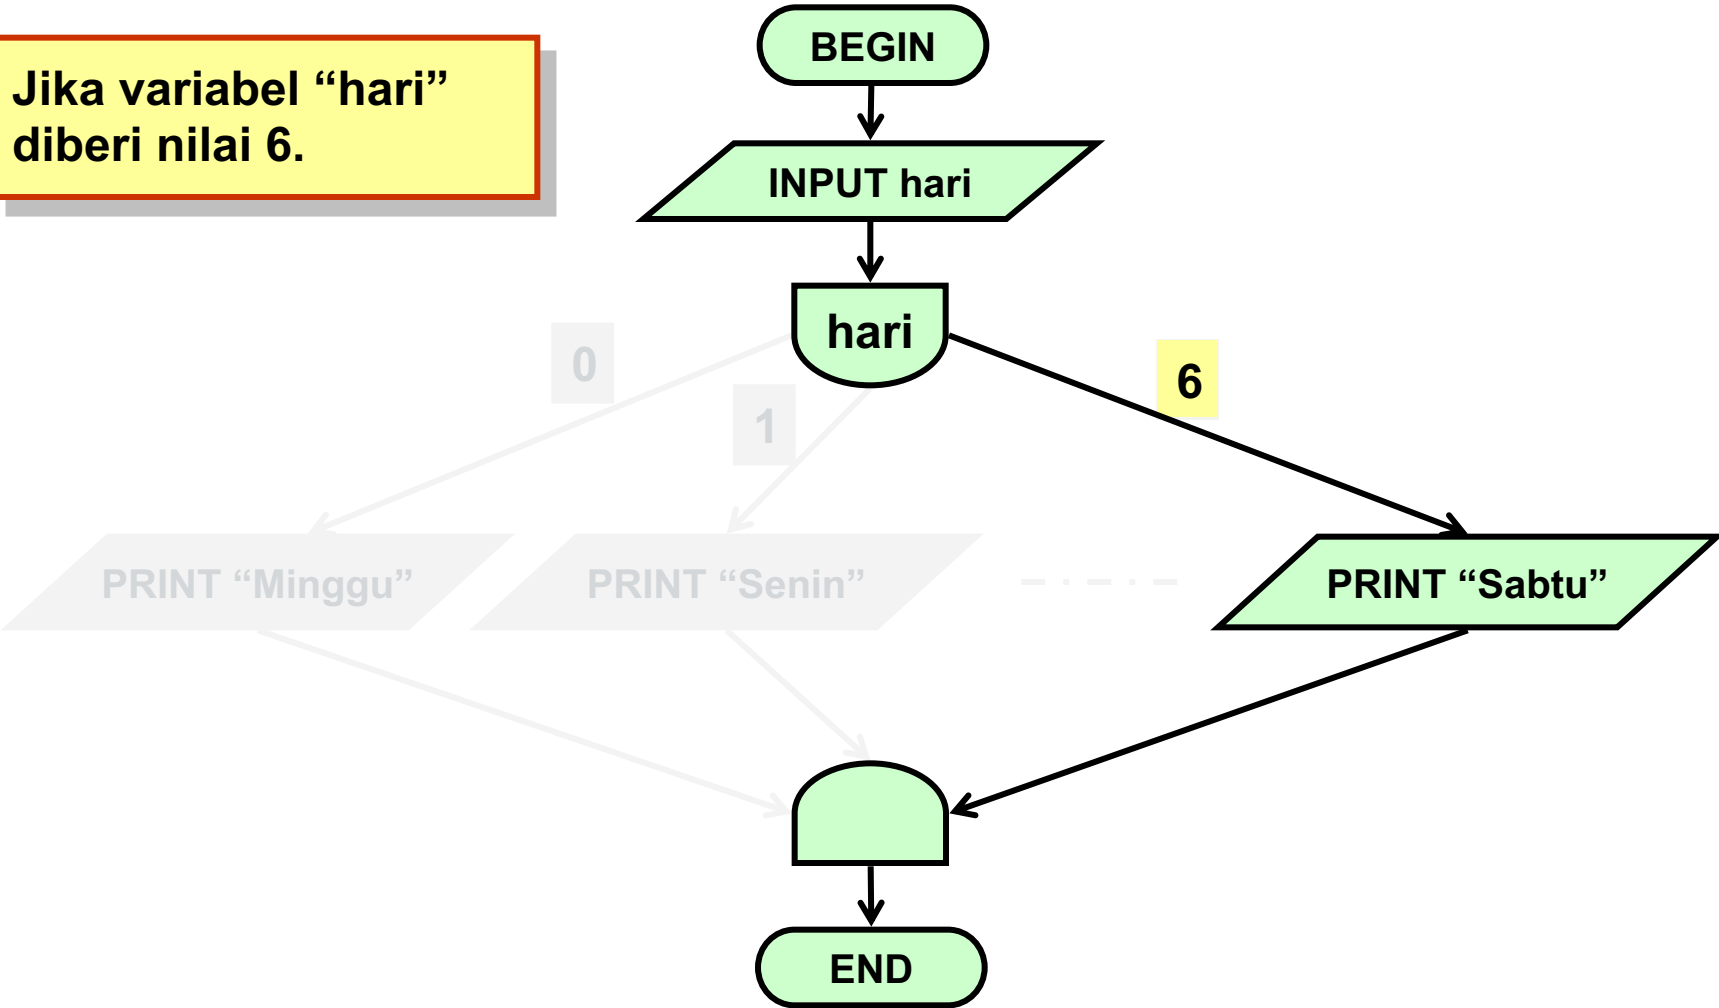 BEGIN
Jika variabel “hari”
diberi nilai 6.
INPUT hari
hari
0
1
6
PRINT “Minggu”
PRINT “Senin”
PRINT “Sabtu”
END